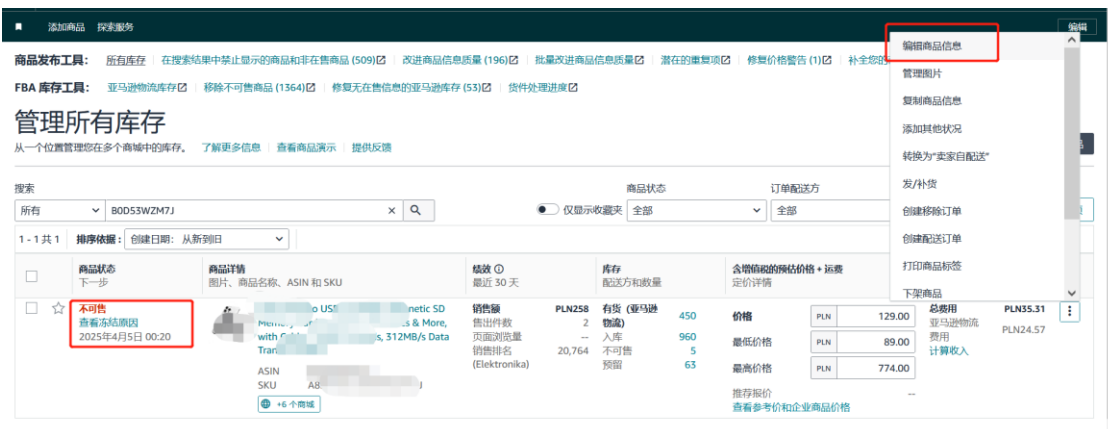 添加商品 探索服务 编辑
商品发布工具： 所有库存 在搜索结果中禁止显示的商品和非在售商品 (509) 改进商品信息质量 (196) 批量改进商品信息质量 潜在的重复项 修复价格警告 (1) 补全您的
FBA 库存工具： 亚马逊物流库存 移除不可售商品 (1364) 修复无在售信息的亚马逊库存 (53) 货件处理进度
管理所有库存
从一个位置管理您在多个商城中的库存。 了解更多信息 查看商品演示 提供反馈
编辑商品信息
管理图片
复制商品信息
添加其他状况
转换为“卖家自配送”
发/补货
创建移除订单
创建配送订单
打印商品标签
下架商品
搜索 商品状态 订单配送方
所有 B0D53WZM7J 仅显示收藏夹 全部 全部
1 - 1 共 1 排序依据： 创建日期： 从新到旧
商品状态 商品详情 绩效 库存 含增值税的预估价格 + 运费
下一步 图片、商品名称、ASIN 和 SKU 最近 30 天 配送方和数量 定价详情
不可售
查看冻结原因
2025年4月5日 00:20
o USB
netic SD
s & More,
with
s, 312MB/s Data
Tran
ASIN
SKU A8
+6 个商城
销售额 PLN258
售出件数 2
页面浏览量 --
销售排名 20,764
(Elektronika)
有货 (亚马逊物流) 450
入库 960
不可售 5
预留 63
价格 PLN 129.00
最低价格 PLN 89.00
最高价格 PLN 774.00
推荐报价 --
查看参考价和企业商品价格
总费用 PLN35.31
亚马逊物流费用 PLN24.57
计算收入